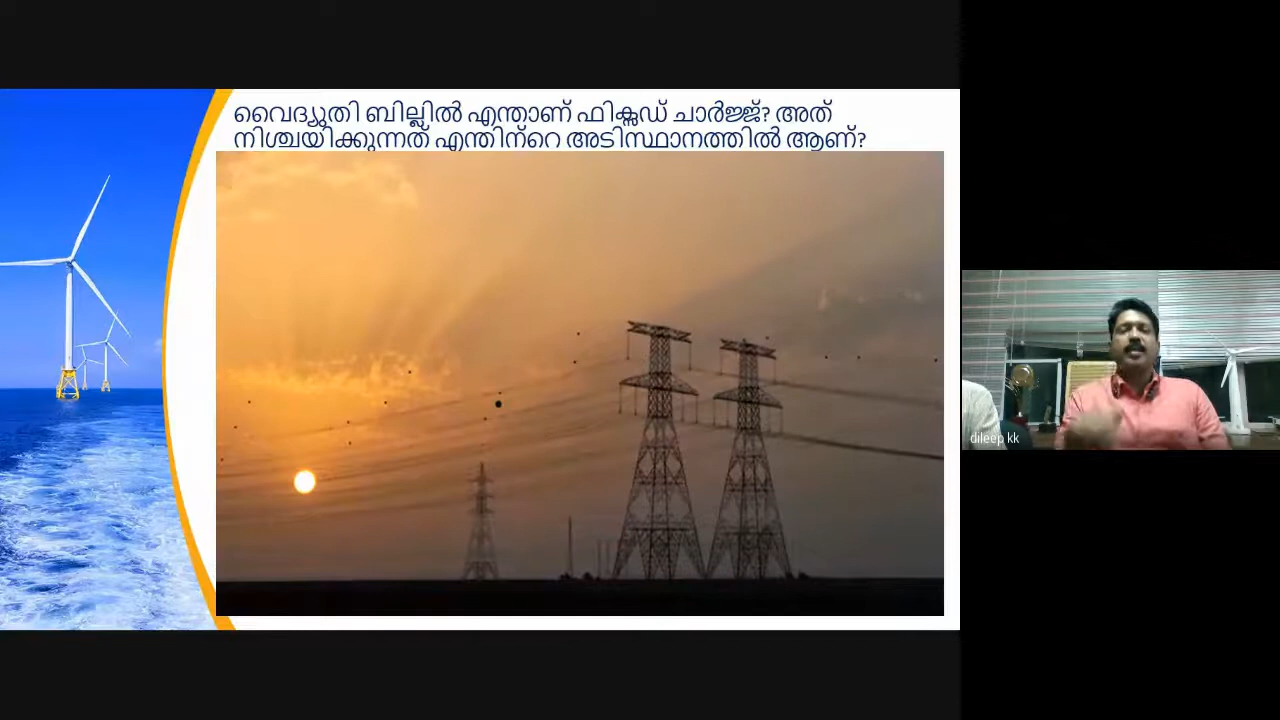 വൈദ്യുതി ബില്ലിൽ എന്താണ് ഫിക്സഡ് ചാർജ്ജ്? അത്
നിശ്ചയിക്കുന്നത് എന്തിന്റെ അടിസ്ഥാനത്തിൽ ആണ്?
dileep kk